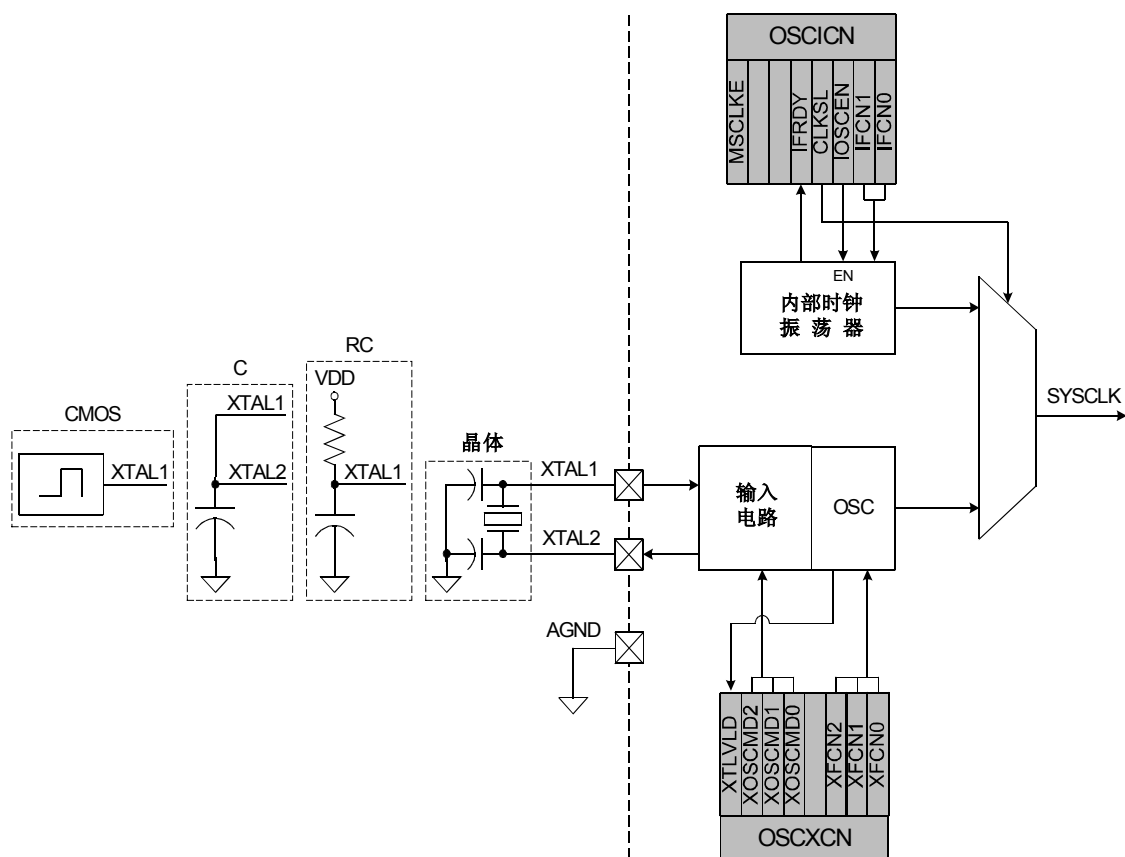 OSCICN
MSCLKE
IFRDY
CLKSL
IOSCEN
IFCN1
IFCN0
EN
内部时钟
振荡器
SYSCLK
CMOS
XTAL1
C
XTAL1
XTAL2
RC
VDD
XTAL1
晶体
XTAL1
XTAL2
AGND
输入
电路
OSC
XTLVLD
XOSCMD2
XOSCMD1
XOSCMD0
XFCN2
XFCN1
XFCN0
OSCXCN